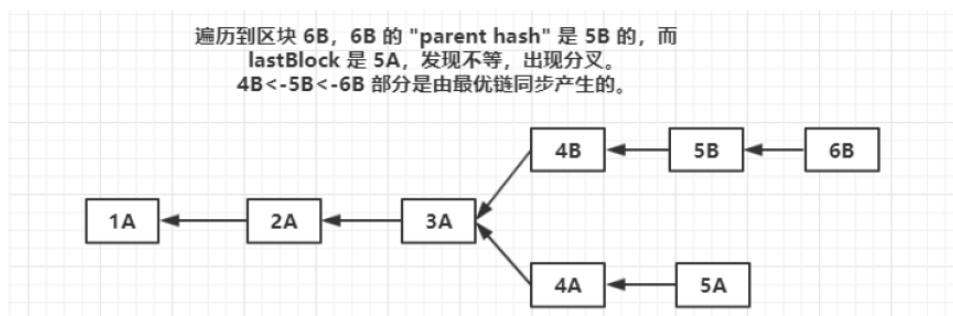 遍历到区块 6B，6B 的 "parent hash" 是 5B 的，而
lastBlock 是 5A，发现不等，出现分叉。
4B<-5B<-6B 部分是由最优链同步产生的。
4B
5B
6B
1A
2A
3A
4A
5A